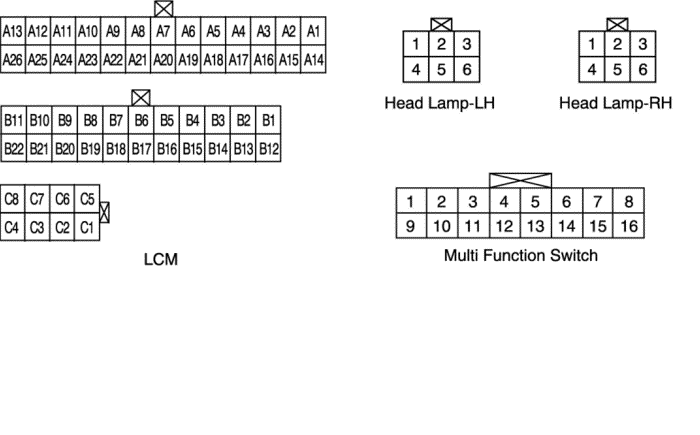 A13 A12 A11 A10 A9 A8 A7 A6 A5 A4 A3 A2 A1
A26 A25 A24 A23 A22 A21 A20 A19 A18 A17 A16 A15 A14
B11 B10 B9 B8 B7 B6 B5 B4 B3 B2 B1
B22 B21 B20 B19 B18 B17 B16 B15 B14 B13 B12
C8 C7 C6 C5
C4 C3 C2 C1
LCM
1 2 3
4 5 6
Head Lamp-LH
1 2 3
4 5 6
Head Lamp-RH
1 2 3 4 5 6 7 8
9 10 11 12 13 14 15 16
Multi Function Switch